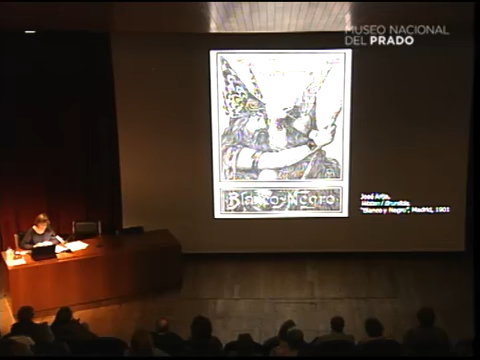 MUSEO NACIONAL
DEL PRADO
Blanco y Negro
José Arija,
"Blanco y Negro", Madrid, 1901